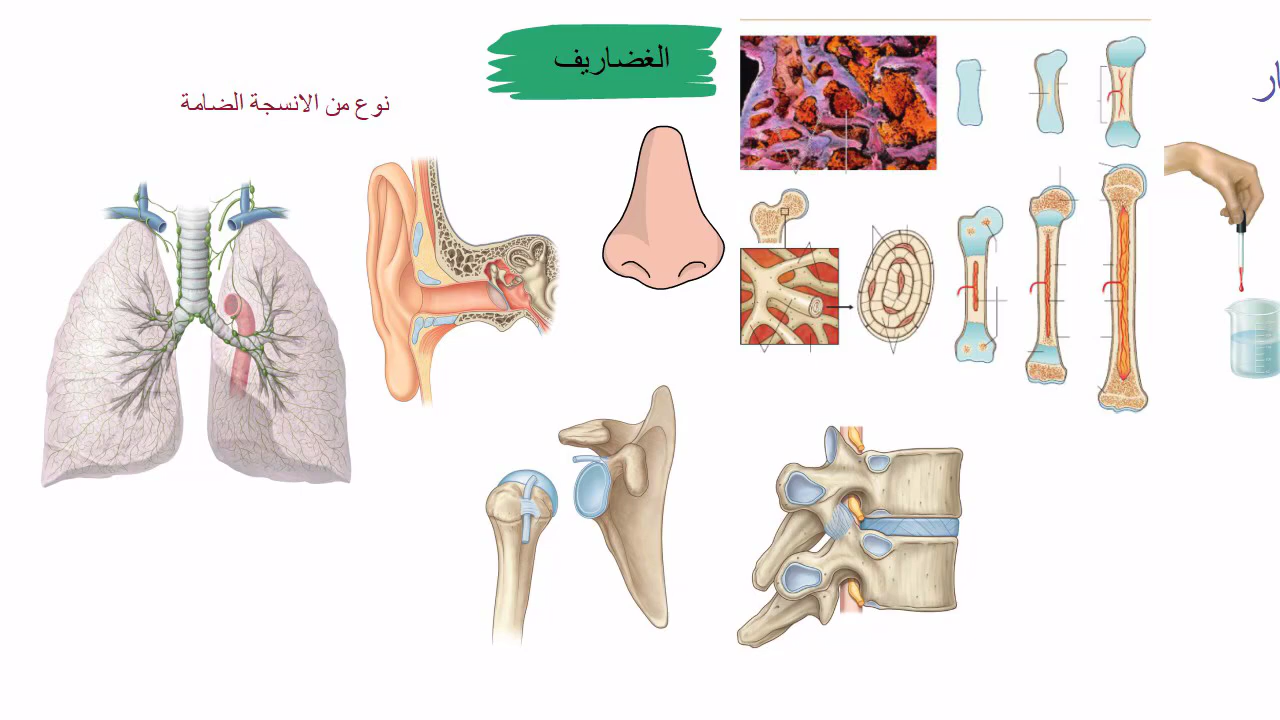 الغضاريف
نوع من الانسجة الضامة